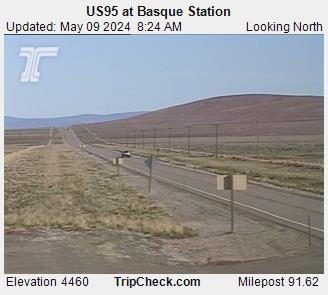 US95 at Basque Station
Updated: May 09 2024 8:24 AM Looking North
Elevation 4460 TripCheck.com Milepost 91.62